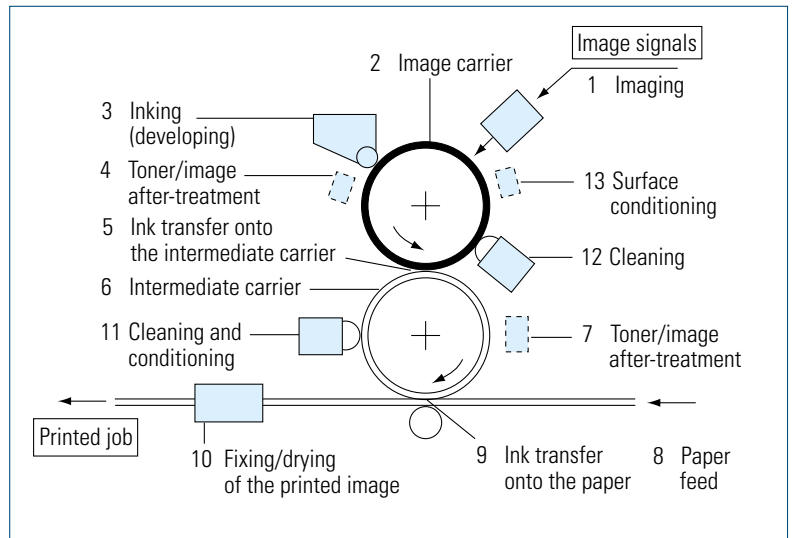 Image signals
1 Imaging
2 Image carrier
3 Inking
(developing)
4 Toner/image
after-treatment
5 Ink transfer onto
the intermediate carrier
6 Intermediate carrier
11 Cleaning and
conditioning
13 Surface
conditioning
12 Cleaning
7 Toner/image
after-treatment
Printed job
10 Fixing/drying
of the printed image
9 Ink transfer
onto the paper
8 Paper
feed